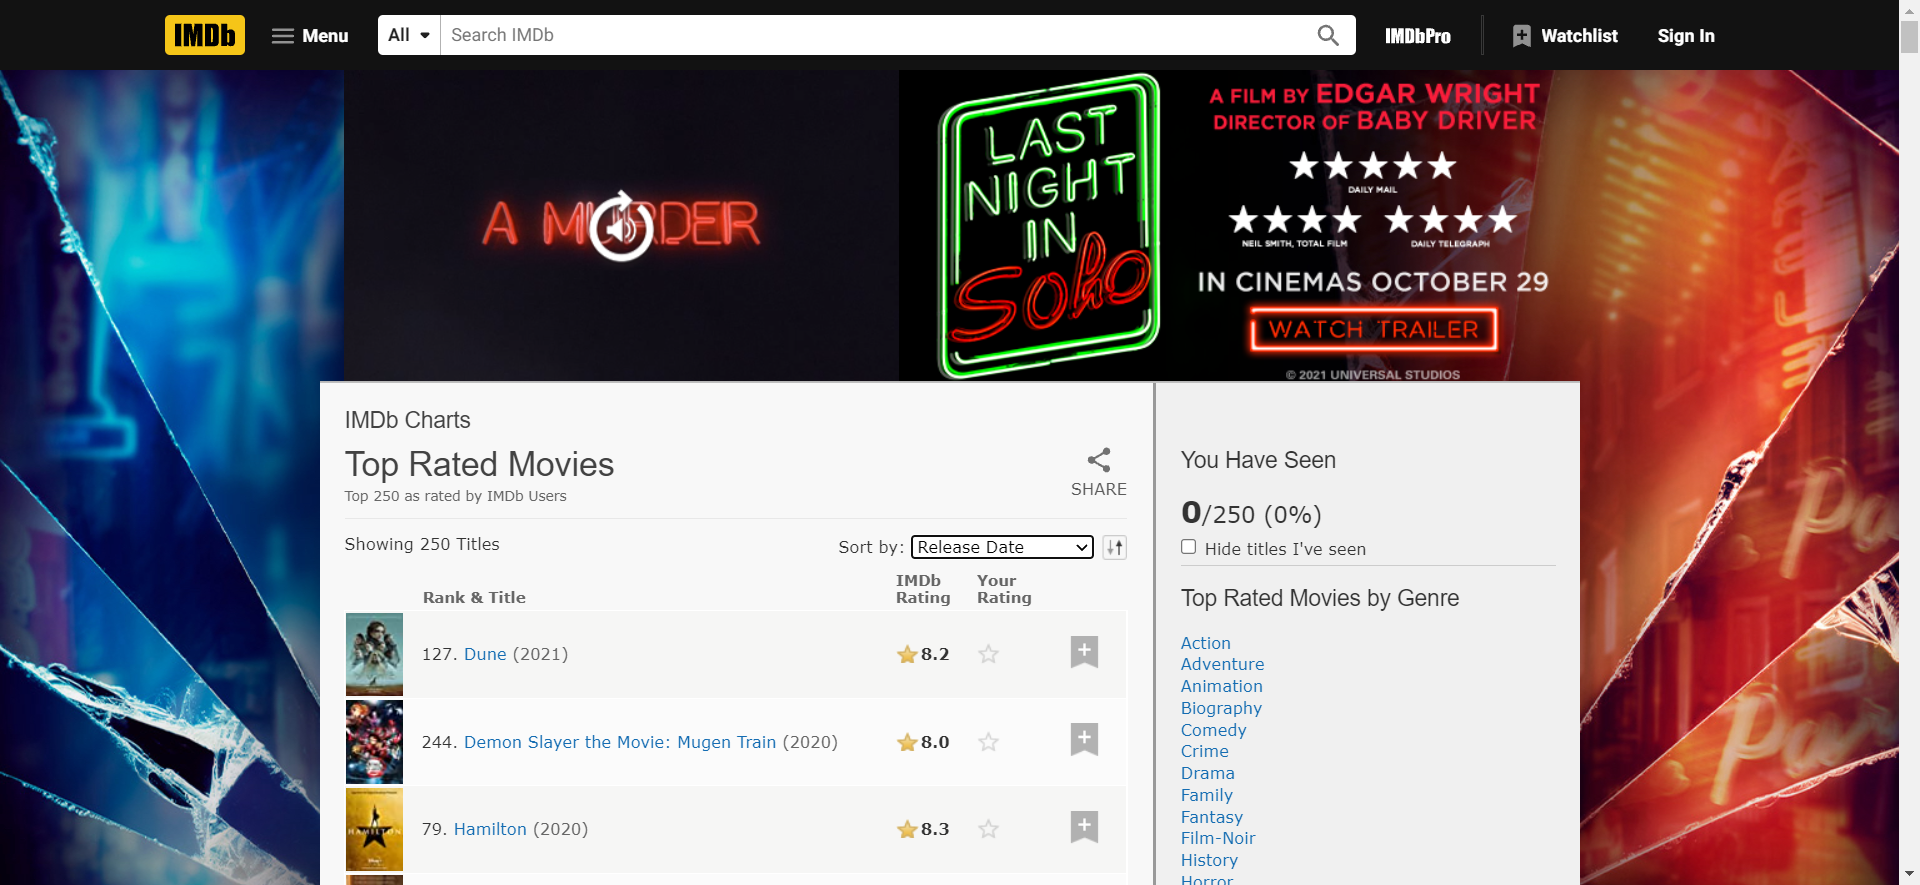 IMDb
Menu
All
Search IMDb
IMDbPro
Watchlist
Sign In
A MURDER
LAST
NIGHT
IN
Soho
A FILM BY EDGAR WRIGHT
DIRECTOR OF BABY DRIVER
DAILY MAIL
NEIL SMITH, TOTAL FILM
DAILY TELEGRAPH
IN CINEMAS OCTOBER 29
WATCH TRAILER
© 2021 UNIVERSAL STUDIOS
IMDb Charts
Top Rated Movies
Top 250 as rated by IMDb Users
SHARE
Showing 250 Titles
Sort by: Release Date
Rank & Title
IMDb Rating
Your Rating
127. Dune (2021)
8.2
244. Demon Slayer the Movie: Mugen Train (2020)
8.0
HAMILTON
79. Hamilton (2020)
8.3
You Have Seen
0/250 (0%)
Hide titles I've seen
Top Rated Movies by Genre
Action
Adventure
Animation
Biography
Comedy
Crime
Drama
Family
Fantasy
Film-Noir
History
Horror